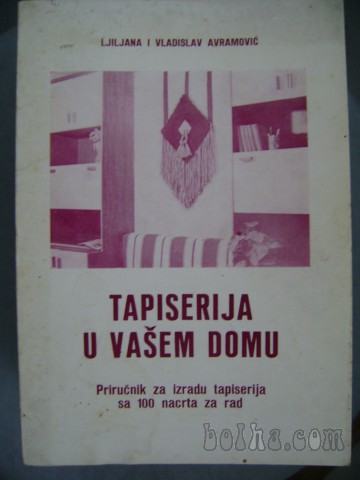 LJILJANA I VLADISLAV AVRAMOVIĆ
TAPISERIJA
U VAŠEM DOMU
Priručnik za izradu tapiserija
sa 100 nacrta za rad
bolha.com